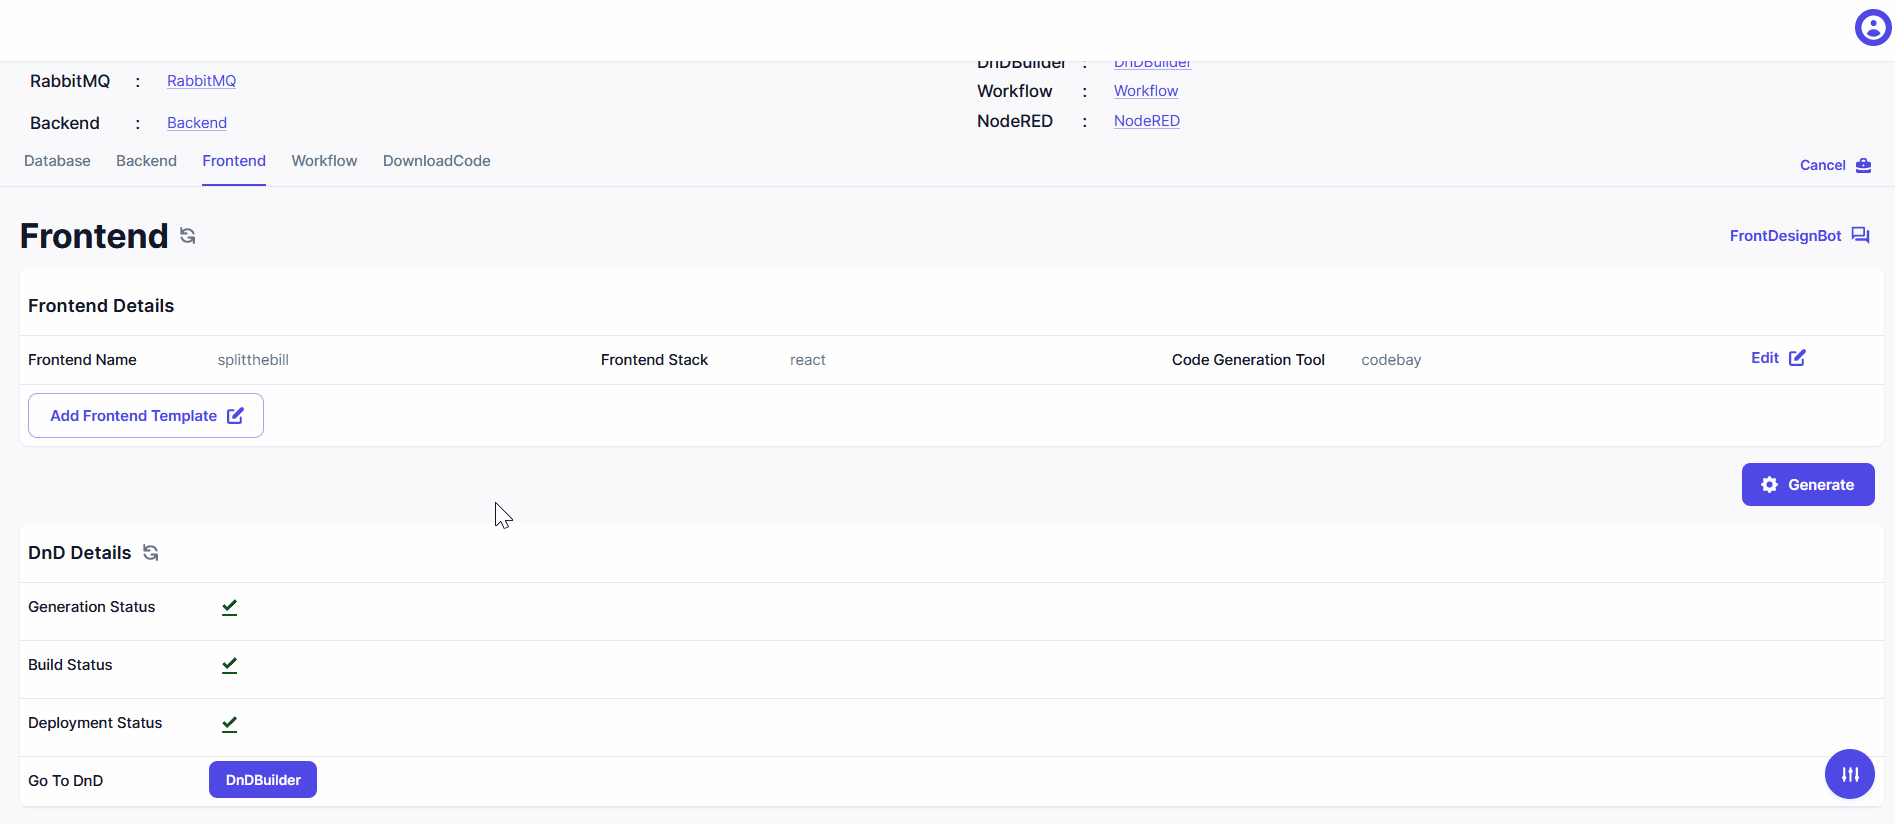 RabbitMQ : RabbitMQ
Backend : Backend
DnDBuilder : DnDBuilder
Workflow : Workflow
NodeRED : NodeRED
Database Backend Frontend Workflow DownloadCode
Cancel
Frontend
FrontDesignBot
Frontend Details
Frontend Name splitthebill Frontend Stack react Code Generation Tool codebay Edit
Add Frontend Template
Generate
DnD Details
Generation Status
Build Status
Deployment Status
Go To DnD DnDBuilder